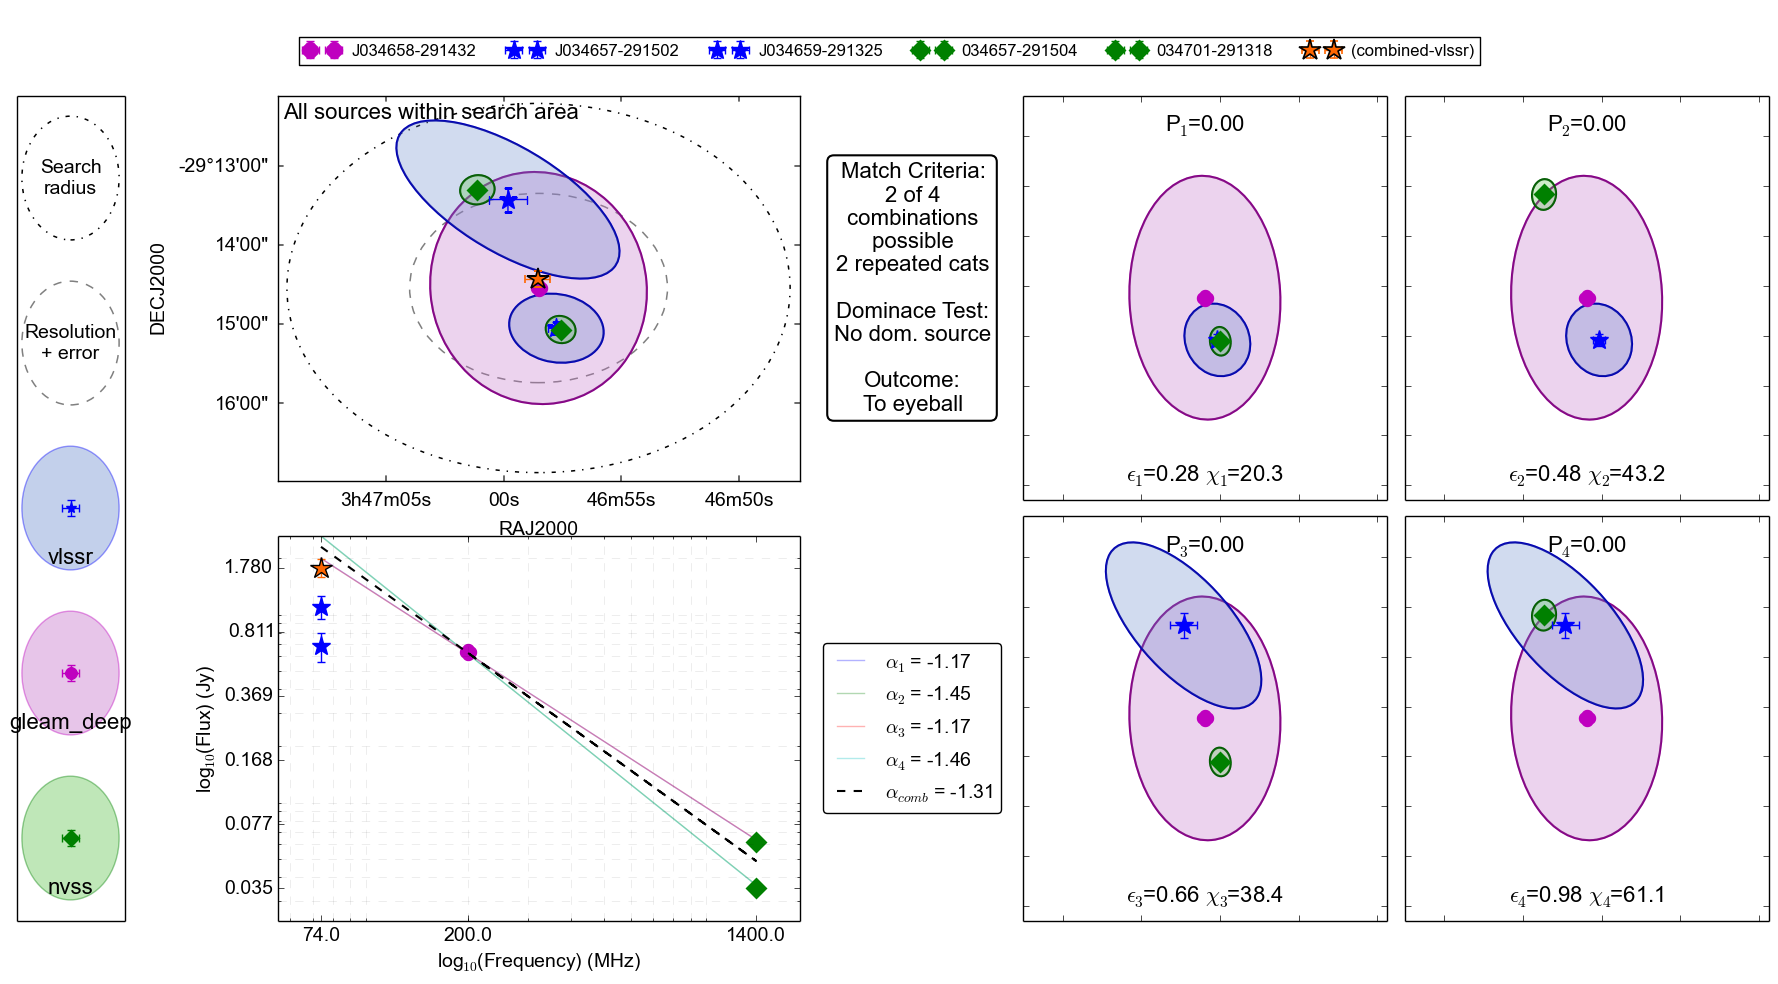 J034658-291432 J034657-291502 J034659-291325 034657-291504 034701-291318 (combined-vlssr)
Search
radius
Resolution
+ error
vlssr
gleam_deep
nvss
All sources within search area
DECJ2000
-29°13'00"
14'00"
15'00"
16'00"
3h47m05s 00s 46m55s 46m50s
RAJ2000
Match Criteria:
2 of 4
combinations
possible
2 repeated cats
Dominace Test:
No dom. source
Outcome:
To eyeball
P1=0.00
ϵ1=0.28 χ1=20.3
P2=0.00
ϵ2=0.48 χ2=43.2
log10(Flux) (Jy)
1.780
0.811
0.369
0.168
0.077
0.035
74.0 200.0 1400.0
log10(Frequency) (MHz)
α1 = -1.17
α2 = -1.45
α3 = -1.17
α4 = -1.46
αcomb = -1.31
P3=0.00
ϵ3=0.66 χ3=38.4
P4=0.00
ϵ4=0.98 χ4=61.1